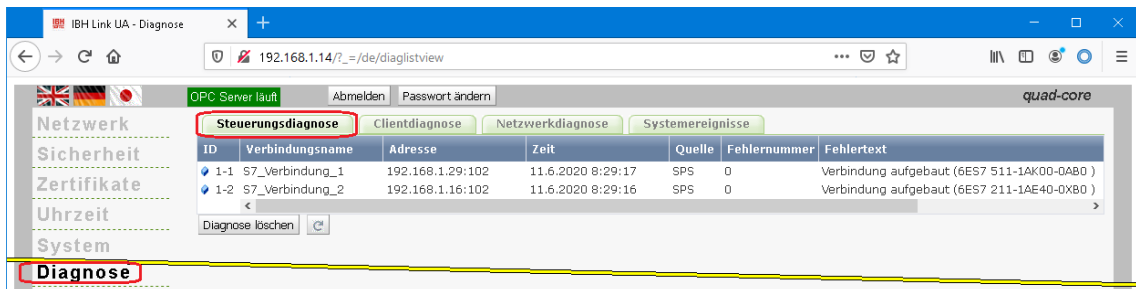 IBH Link UA - Diagnose
192.168.1.14/?_=/de/diaglistview
OPC Server läuft Abmelden Passwort ändern quad-core
Netzwerk
Sicherheit
Zertifikate
Uhrzeit
System
Diagnose
Steuerungsdiagnose Clientdiagnose Netzwerkdiagnose Systemereignisse
ID Verbindungsname Adresse Zeit Quelle Fehlernummer Fehlertext
1-1 S7_Verbindung_1 192.168.1.29:102 11.6.2020 8:29:17 SPS 0 Verbindung aufgebaut (6ES7 511-1AK00-0AB0 )
1-2 S7_Verbindung_2 192.168.1.16:102 11.6.2020 8:29:16 SPS 0 Verbindung aufgebaut (6ES7 211-1AE40-0XB0 )
Diagnose löschen